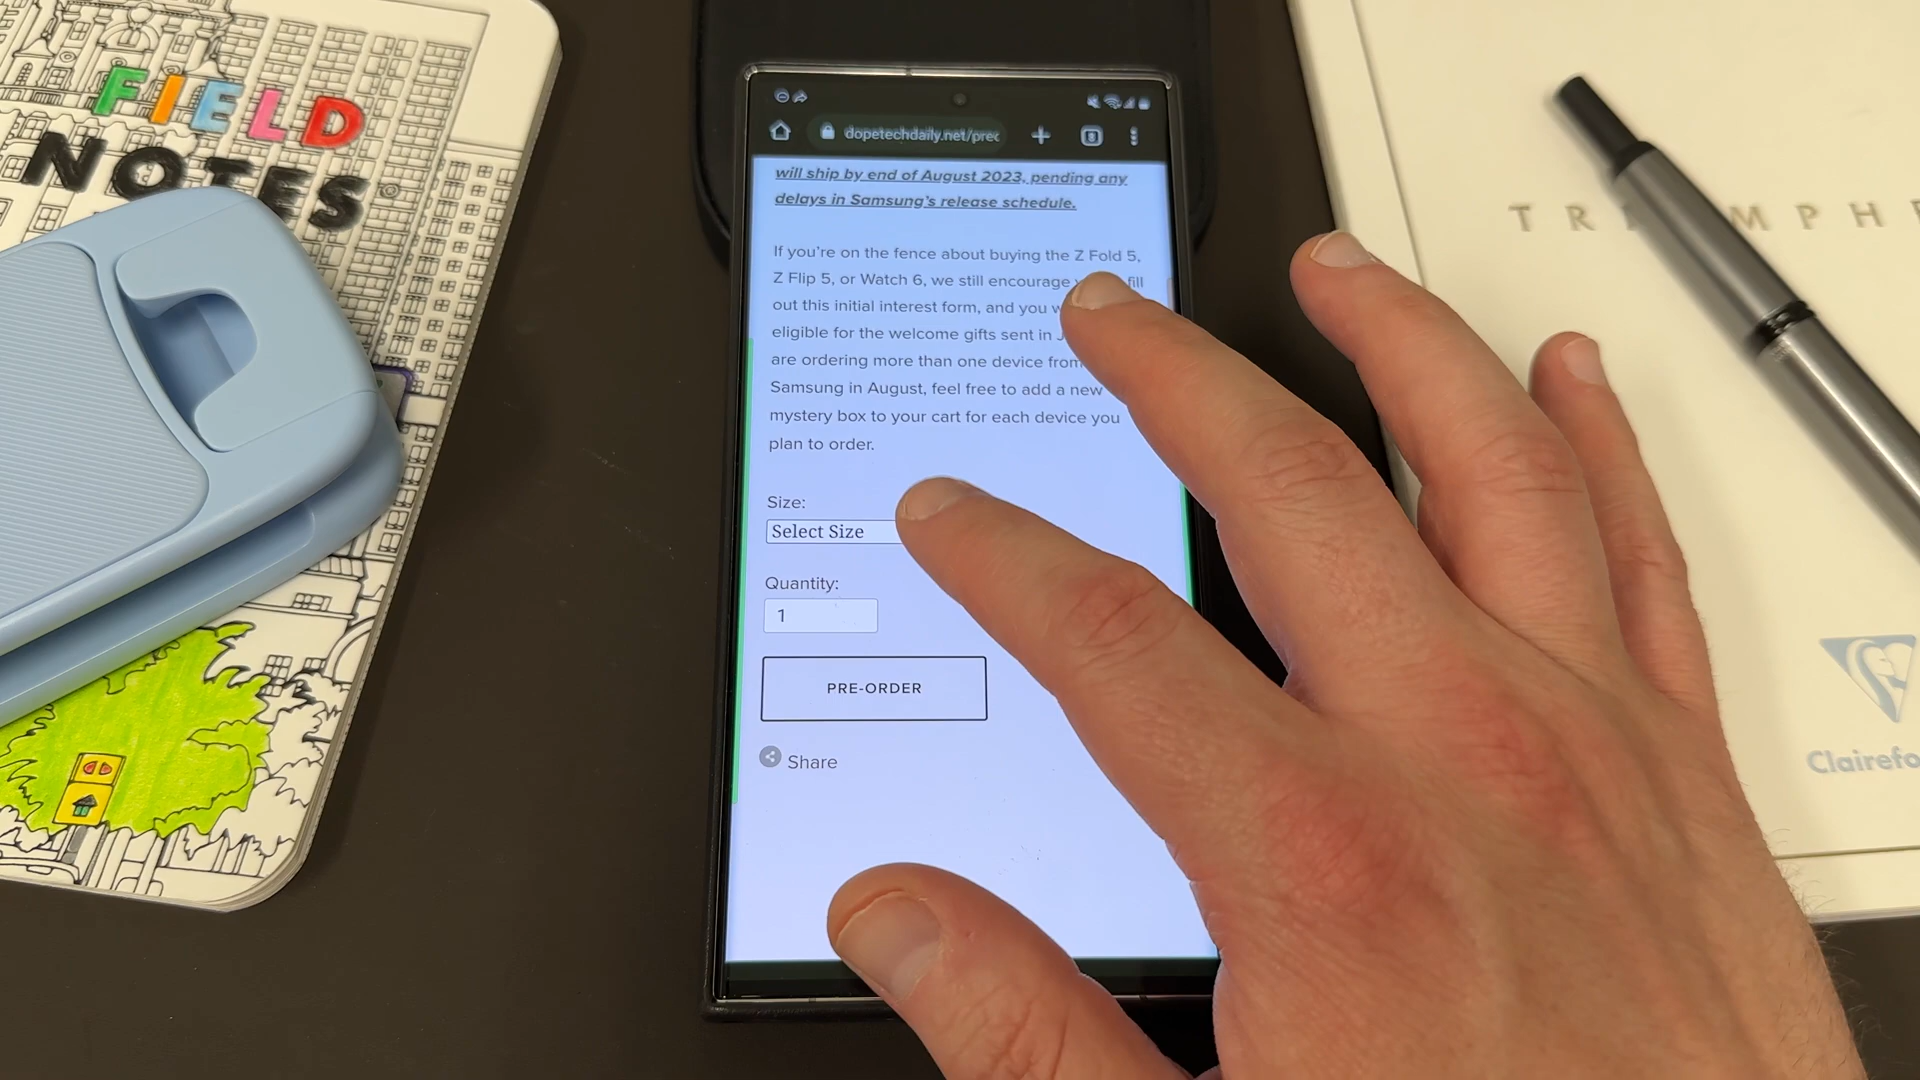 FIELD
NOTES
dopetechdaily.net/pre
will ship by end of August 2023, pending any
delays in Samsung's release schedule.
If you're on the fence about buying the Z Fold 5,
Z Flip 5, or Watch 6, we still encourage fill
out this initial interest form, and you
eligible for the welcome gifts sent in
are ordering more than one device from
Samsung in August, feel free to add a new
mystery box to your cart for each device you
plan to order.
Size:
Select Size
Quantity:
1
PRE-ORDER
Share
TRI MPHE
Clairefo